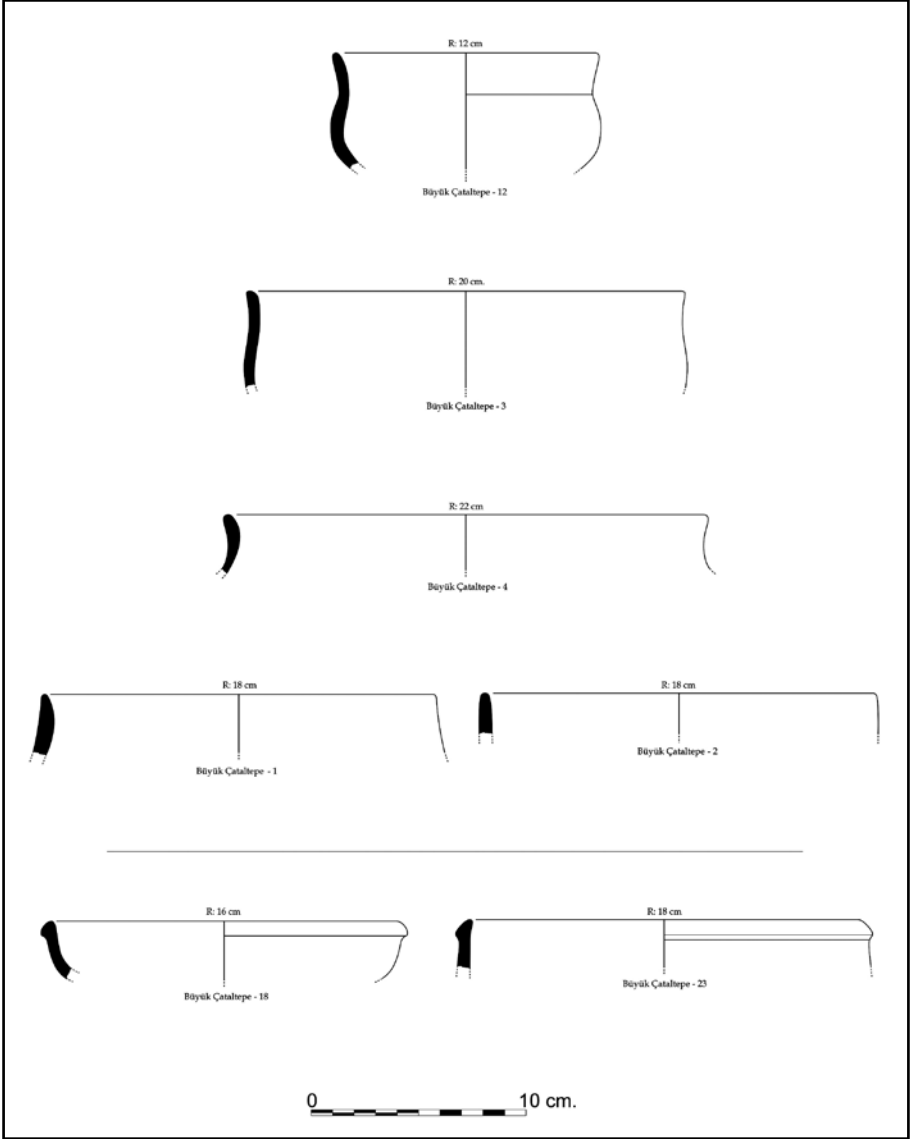 R: 12 cm
Büyük Çataltepe - 12
R: 20 cm.
Büyük Çataltepe - 3
R: 22 cm
Büyük Çataltepe - 4
R: 18 cm
Büyük Çataltepe - 1
R: 18 cm
Büyük Çataltepe - 2
R: 16 cm
Büyük Çataltepe - 18
R: 18 cm
Büyük Çataltepe - 23
0 10 cm.